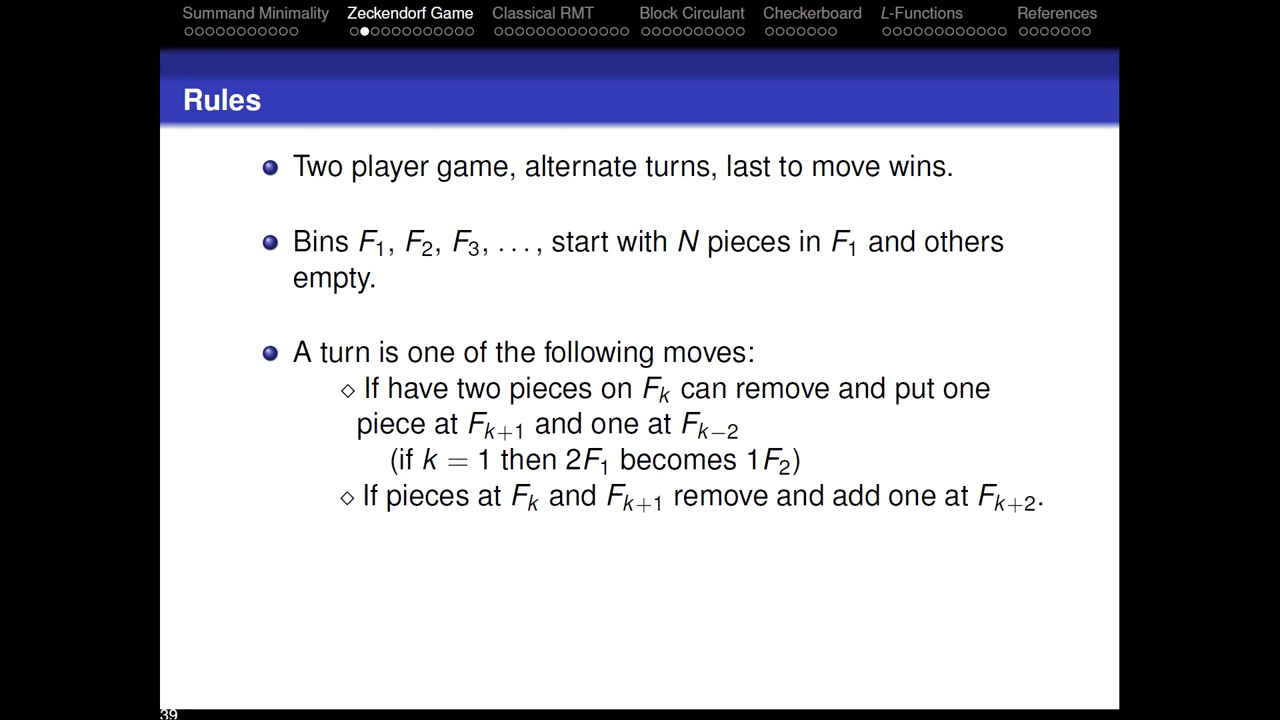 Summand Minimality Zeckendorf Game Classical RMT Block Circulant Checkerboard L-Functions References
Rules
Two player game, alternate turns, last to move wins.
Bins F₁, F₂, F₃, ..., start with N pieces in F₁ and others
empty.
A turn is one of the following moves:
⋄ If have two pieces on Fₖ can remove and put one
piece at Fₖ₊₁ and one at Fₖ₋₂
(if k = 1 then 2F₁ becomes 1F₂)
⋄ If pieces at Fₖ and Fₖ₊₁ remove and add one at Fₖ₊₂.
39